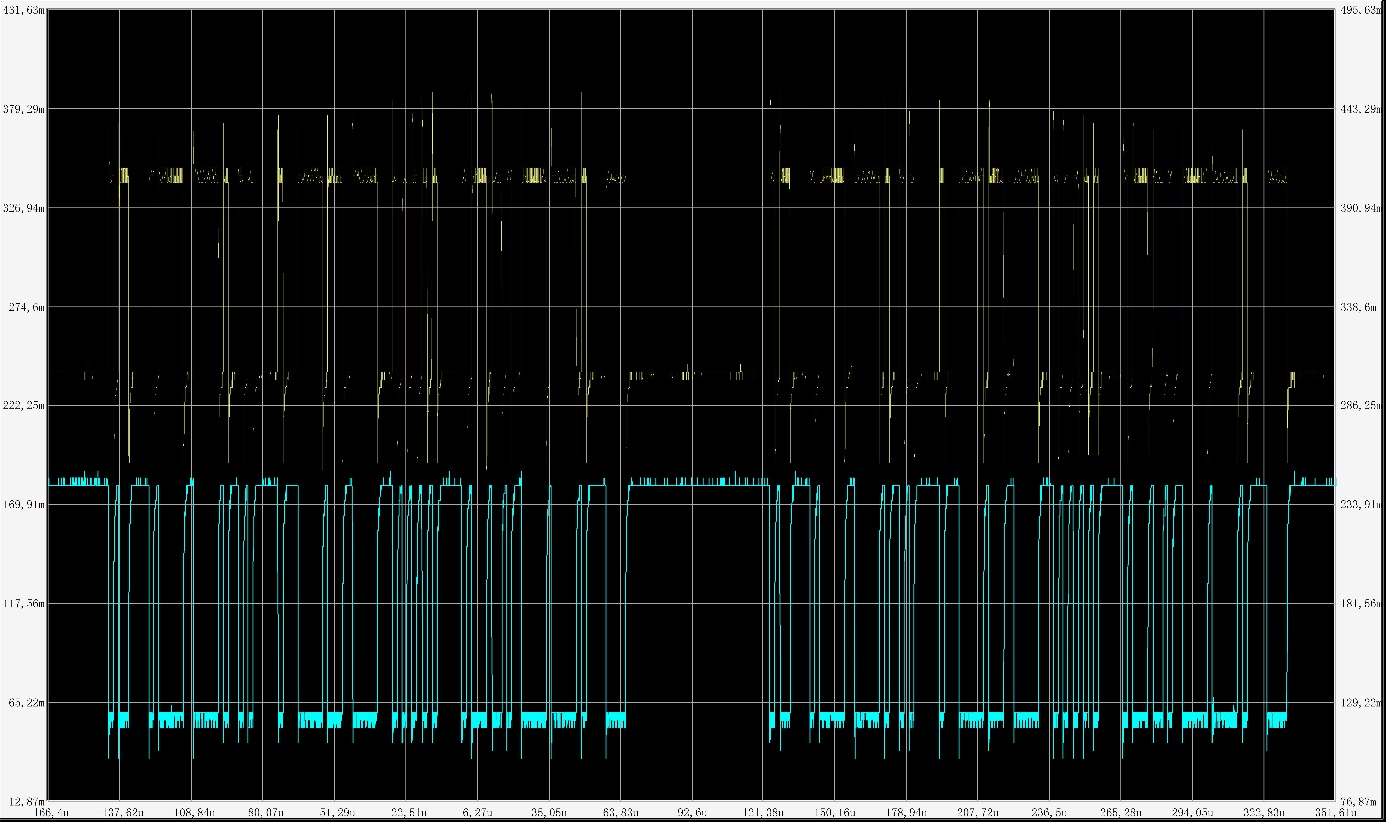 431,63m 495,63m
379,29m 443,29m
326,94m 390,94m
274,6m 338,6m
222,25m 286,25m
169,91m 233,91m
117,56m 181,56m
65,22m 129,22m
12,87m 76,87m
166,4u 137,62u 108,84u 80,07u 51,29u 22,51u 6,27u 35,05u 63,83u 92,6u 121,38u 150,16u 178,94u 207,72u 236,5u 265,28u 294,05u 322,83u 351,61u